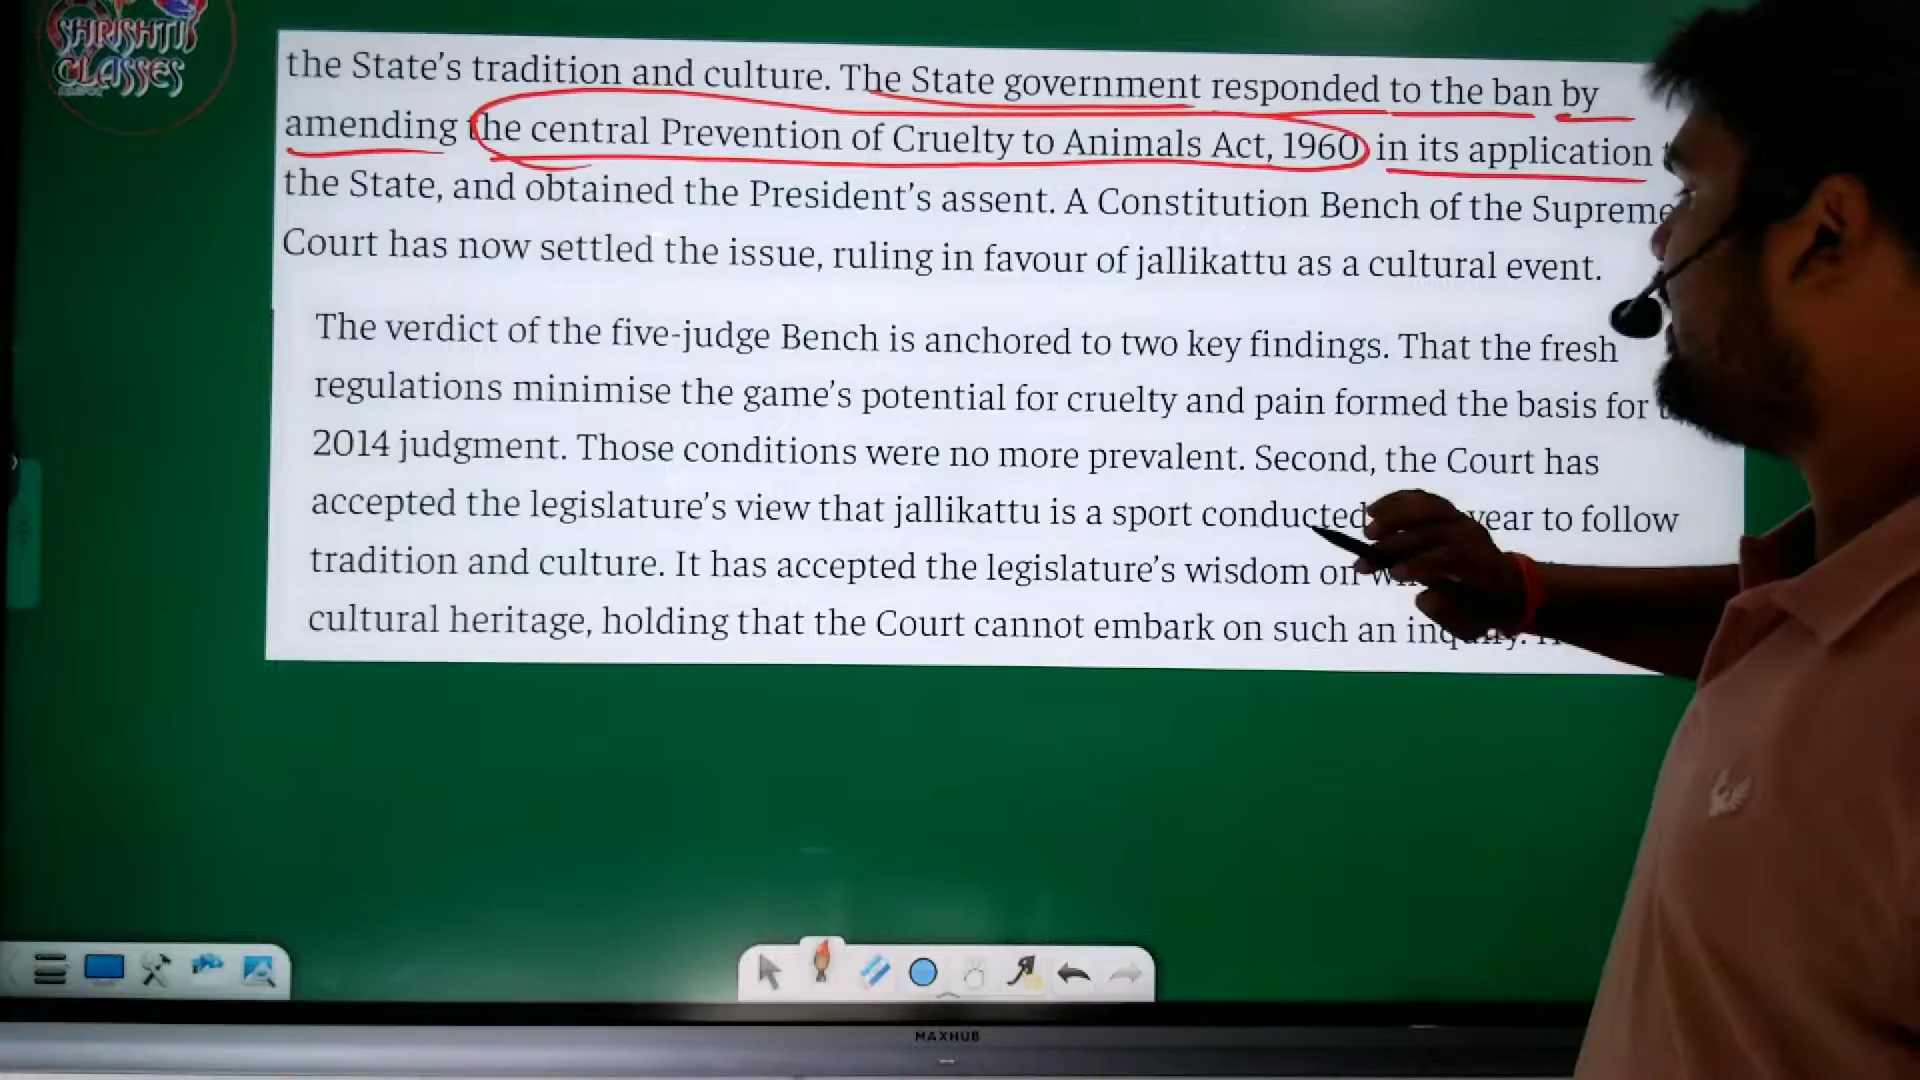 SHRISHTI
CLASSES
the State's tradition and culture. The State government responded to the ban by
amending the central Prevention of Cruelty to Animals Act, 1960 in its application
the State, and obtained the President's assent. A Constitution Bench of the Supreme
Court has now settled the issue, ruling in favour of jallikattu as a cultural event.
The verdict of the five-judge Bench is anchored to two key findings. That the fresh
regulations minimise the game's potential for cruelty and pain formed the basis for
2014 judgment. Those conditions were no more prevalent. Second, the Court has
accepted the legislature's view that jallikattu is a sport conducted year to follow
tradition and culture. It has accepted the legislature's wisdom on
cultural heritage, holding that the Court cannot embark on such an inquiry.
MAXHUB